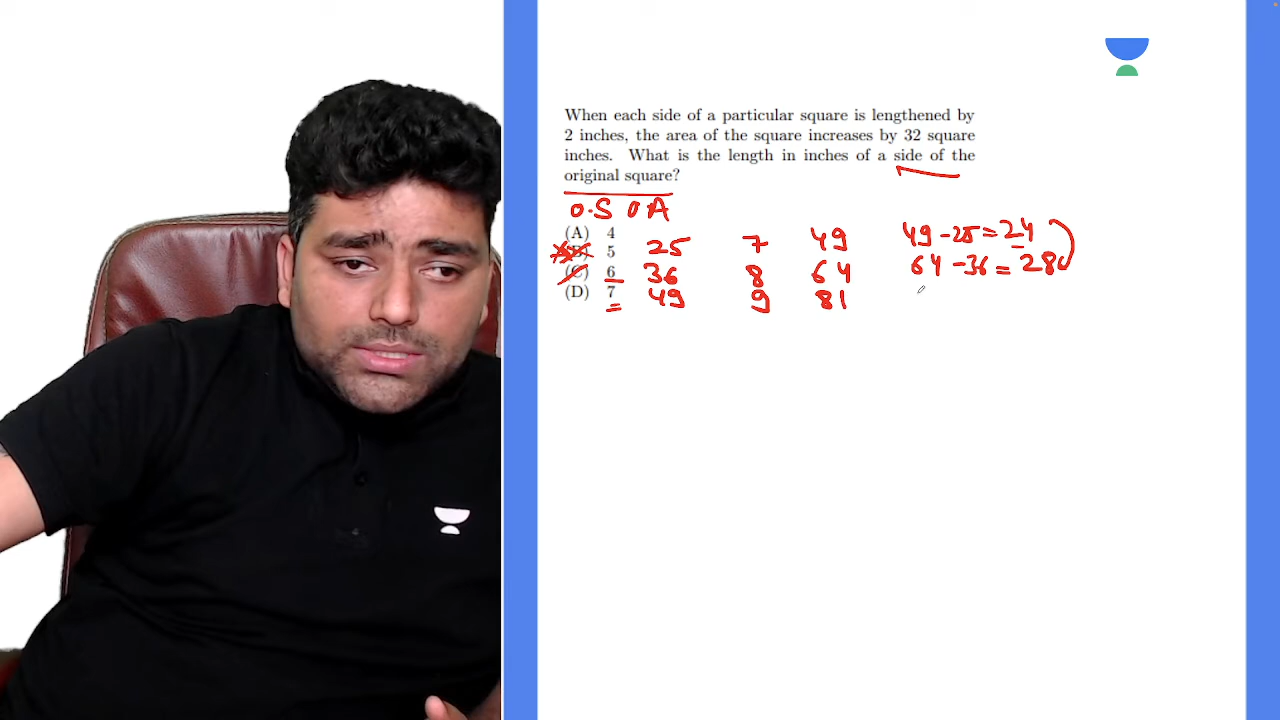 When each side of a particular square is lengthened by
2 inches, the area of the square increases by 32 square
inches. What is the length in inches of a side of the
original square?
O.S O A
(A) 4
(B) 5 25 7 49 49-25=24
(C) 6 36 8 64 64-36=28
(D) 7 49 9 81